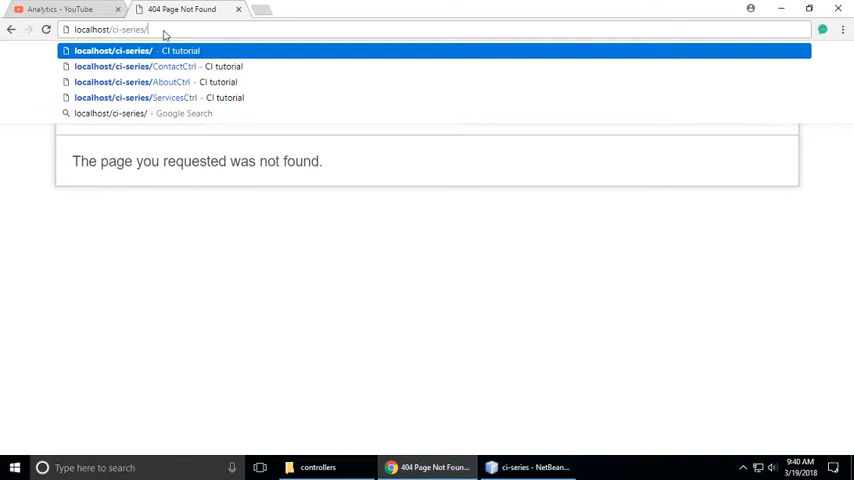 Analytics - YouTube
404 Page Not Found
localhost/ci-series/
localhost/ci-series/ - CI tutorial
localhost/ci-series/ContactCtrl - CI tutorial
localhost/ci-series/AboutCtrl - CI tutorial
localhost/ci-series/ServicesCtrl - CI tutorial
localhost/ci-series/ - Google Search
The page you requested was not found.
Type here to search
controllers
404 Page Not Foun...
ci-series - NetBean...
9:40 AM
3/19/2018